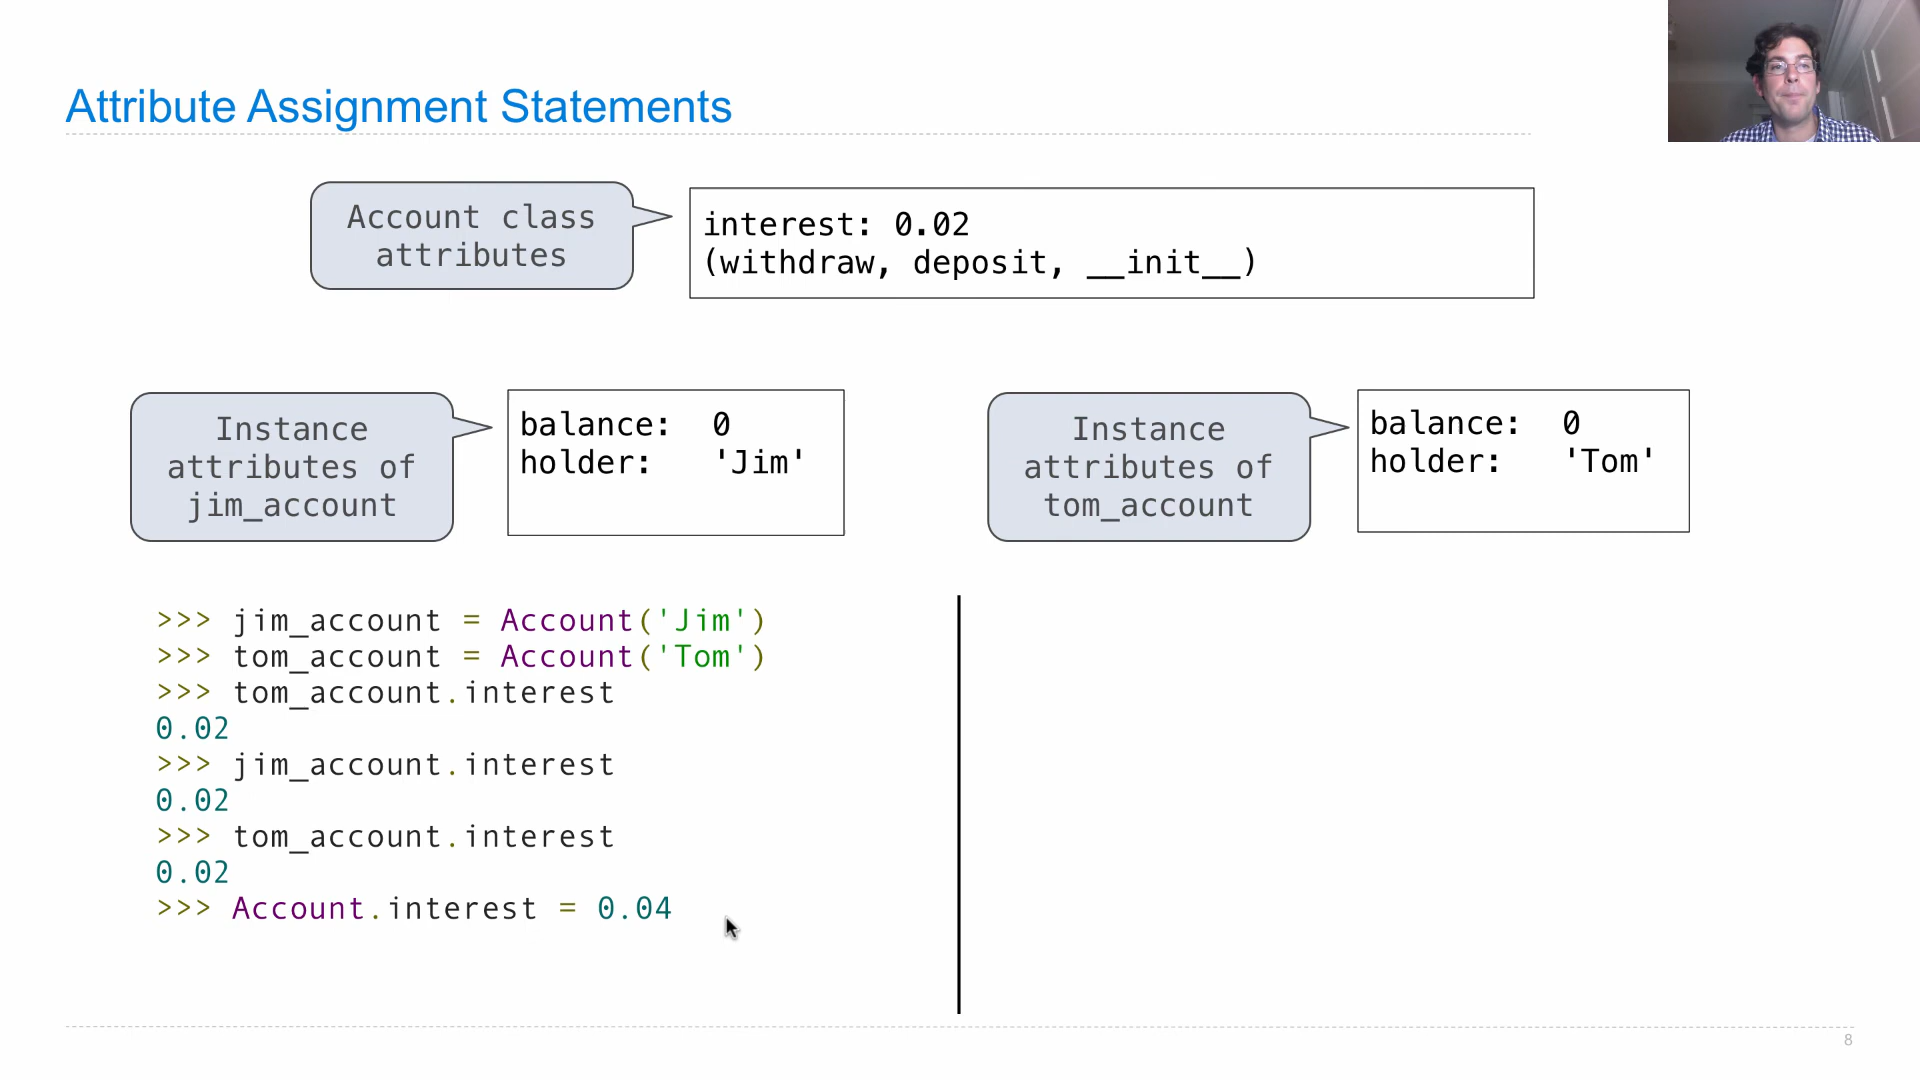 Attribute Assignment Statements
Account class
attributes
interest: 0.02
(withdraw, deposit, __init__)
Instance
attributes of
jim_account
balance: 0
holder: 'Jim'
Instance
attributes of
tom_account
balance: 0
holder: 'Tom'
>>> jim_account = Account('Jim')
>>> tom_account = Account('Tom')
>>> tom_account.interest
0.02
>>> jim_account.interest
0.02
>>> tom_account.interest
0.02
>>> Account.interest = 0.04
8